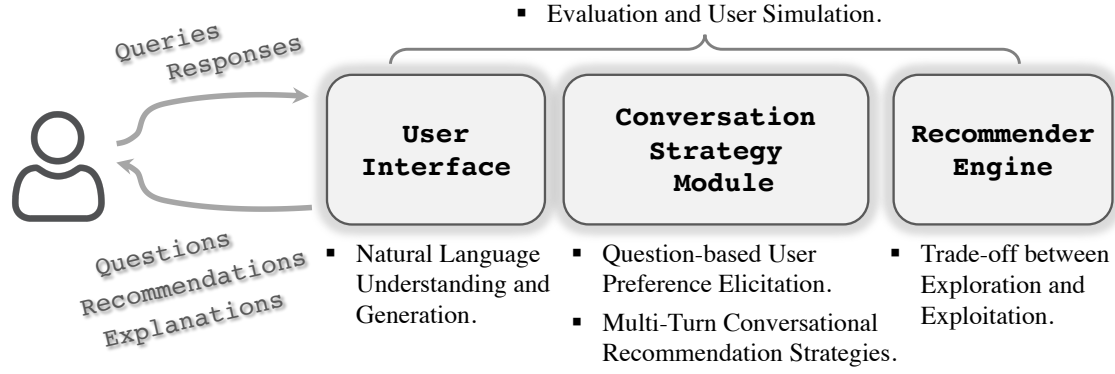 ▪ Evaluation and User Simulation.
Queries
Responses
User
Interface
Conversation
Strategy
Module
Recommender
Engine
Questions
Recommendations
Explanations
▪ Natural Language
Understanding and
Generation.
▪ Question-based User
Preference Elicitation.
▪ Multi-Turn Conversational
Recommendation Strategies.
▪ Trade-off between
Exploration and
Exploitation.